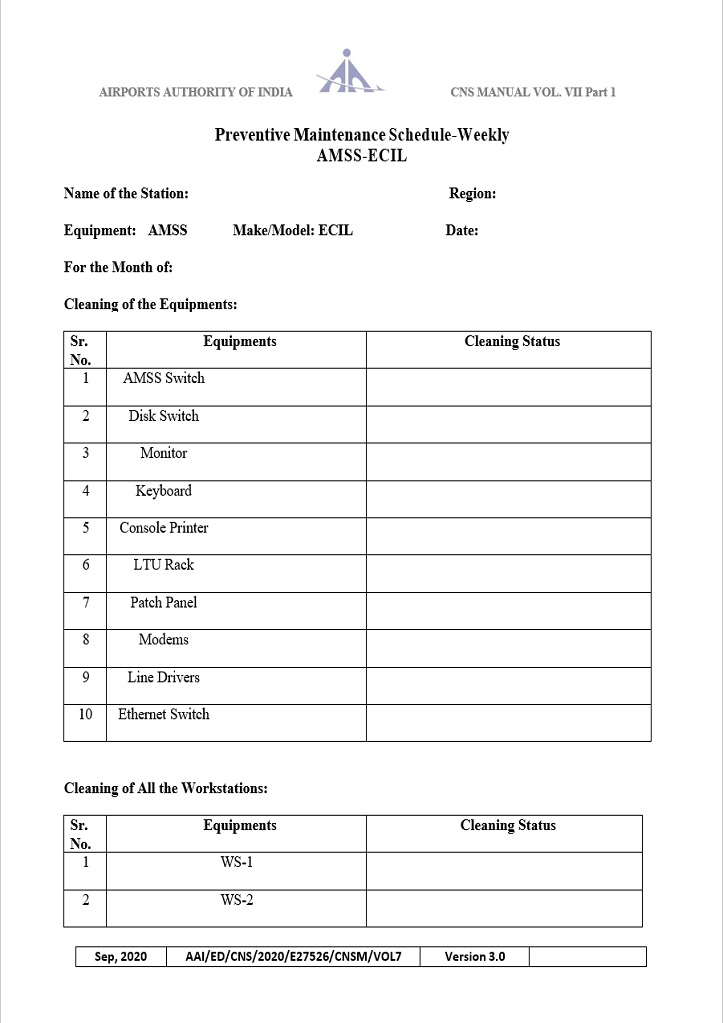 AIRPORTS AUTHORITY OF INDIA CNS MANUAL VOL. VII Part 1
Preventive Maintenance Schedule-Weekly
AMSS-ECIL
Name of the Station: Region:
Equipment: AMSS Make/Model: ECIL Date:
For the Month of:
Cleaning of the Equipments:
Sr. No. Equipments Cleaning Status
1 AMSS Switch
2 Disk Switch
3 Monitor
4 Keyboard
5 Console Printer
6 LTU Rack
7 Patch Panel
8 Modems
9 Line Drivers
10 Ethernet Switch
Cleaning of All the Workstations:
Sr. No. Equipments Cleaning Status
1 WS-1
2 WS-2
Sep, 2020 AAI/ED/CNS/2020/E27526/CNSM/VOL7 Version 3.0